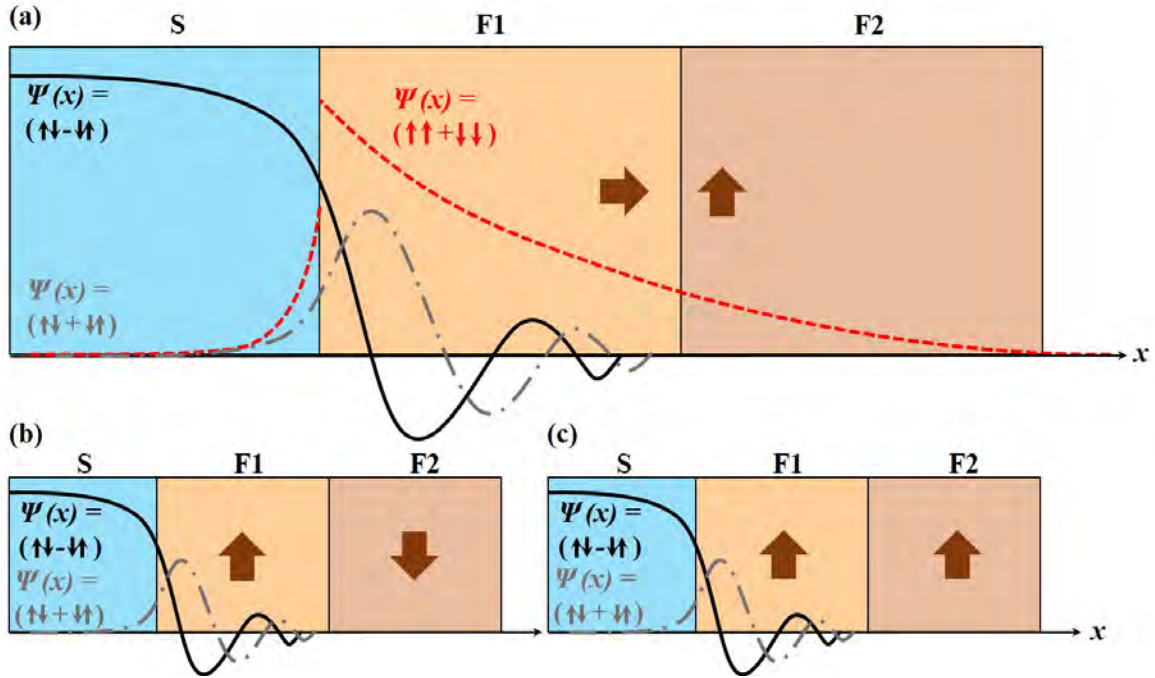 (a)
S F1 F2
Ψ(x) =
(↑↓-↓↑)
Ψ(x) =
(↑↑+↓↓)
Ψ(x) =
(↑↓+↓↑)
x
(b)
S F1 F2
Ψ(x) =
(↑↓-↓↑)
Ψ(x) =
(↑↓+↓↑)
(c)
S F1 F2
Ψ(x) =
(↑↓-↓↑)
Ψ(x) =
(↑↓+↓↑)
x